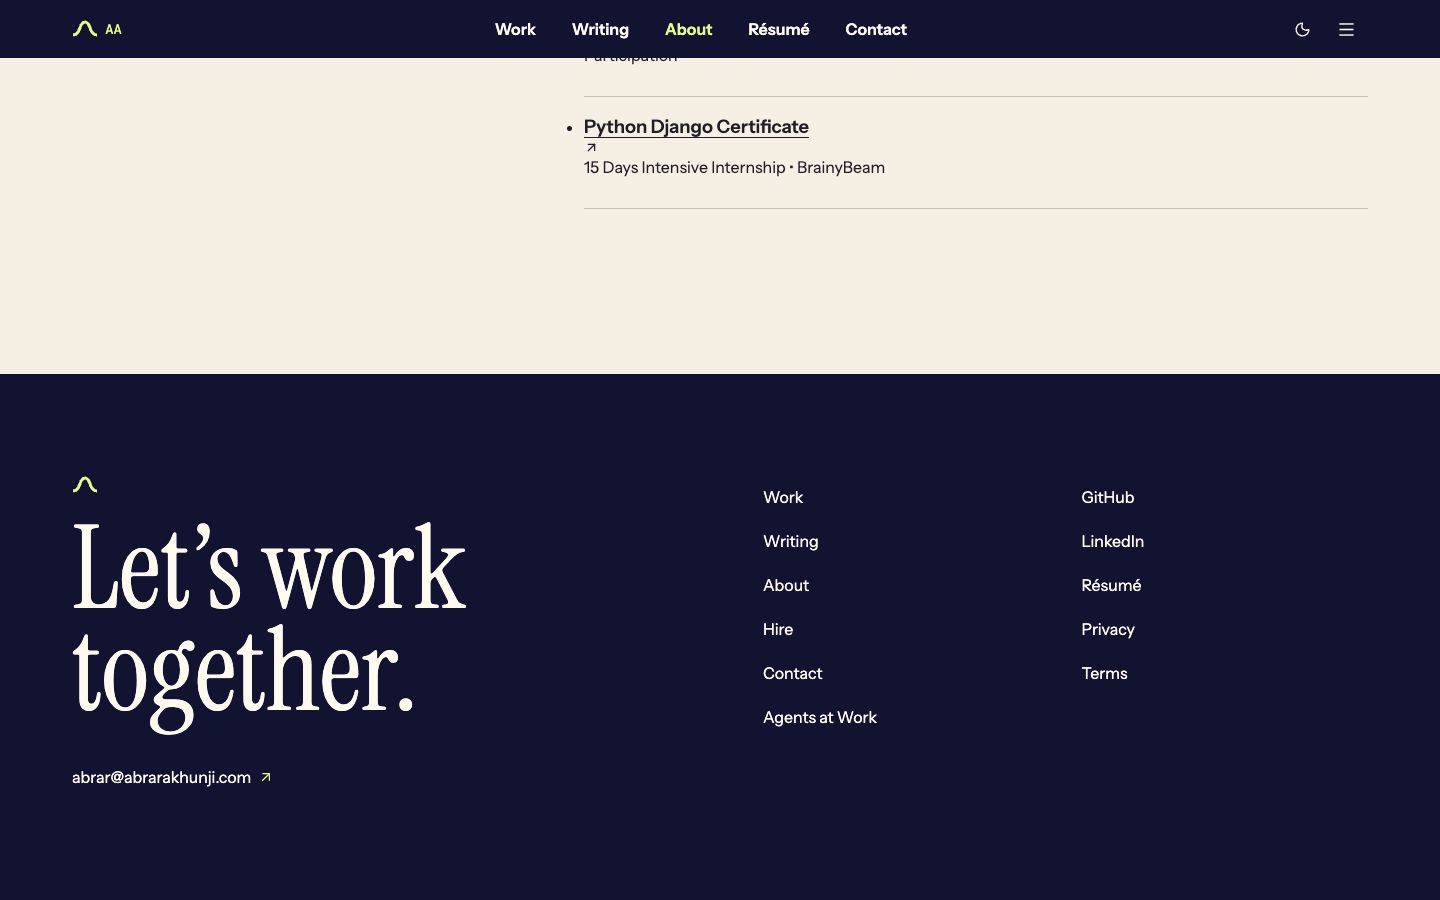 AA
Work
Writing
About
Résumé
Contact
Participation
Python Django Certificate
15 Days Intensive Internship • BrainyBeam
Let’s work
together.
abrar@abrarakhunji.com
Work
Writing
About
Hire
Contact
Agents at Work
GitHub
LinkedIn
Résumé
Privacy
Terms